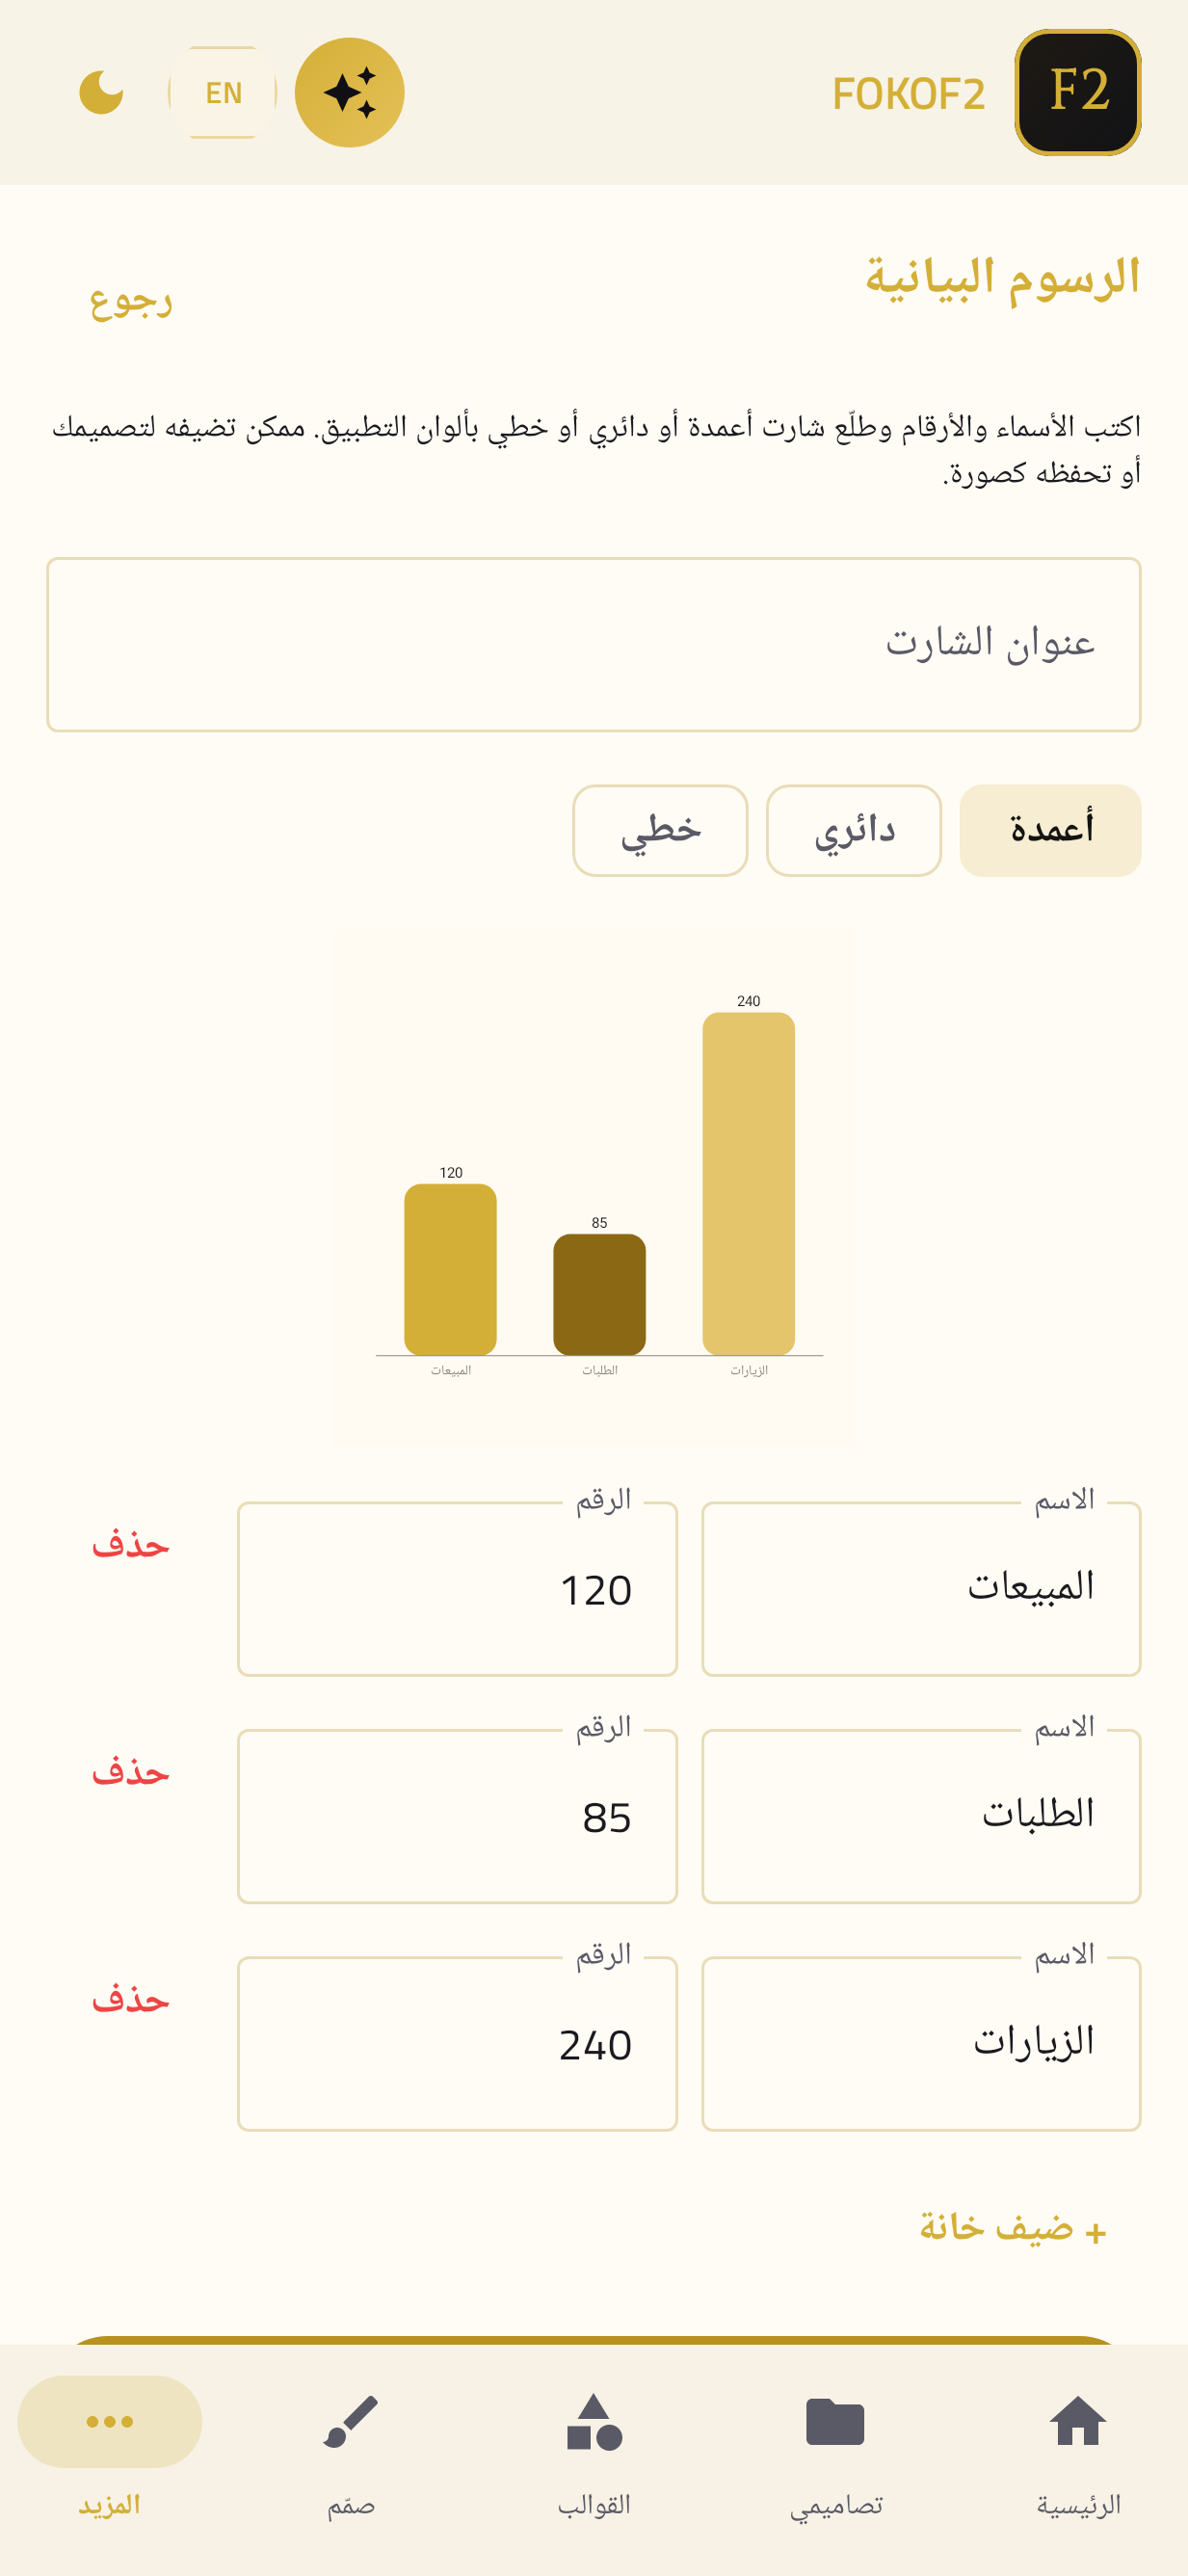 F2
FOKOF2
EN
الرسوم البيانية
رجوع
اكتب الأسماء والأرقام وطلّع شارت أعمدة أو دائري أو خطي بألوان التطبيق. ممكن تضيفه لتصميمك
أو تحفظه كصورة.
عنوان الشارت
أعمدة
دائري
خطي
240
120
85
المبيعات
الطلبات
الزيارات
الاسم
المبيعات
الرقم
120
حذف
الاسم
الطلبات
الرقم
85
حذف
الاسم
الزيارات
الرقم
240
حذف
+ ضيف خانة
الرئيسية
تصاميمي
القوالب
صمّم
المزيد